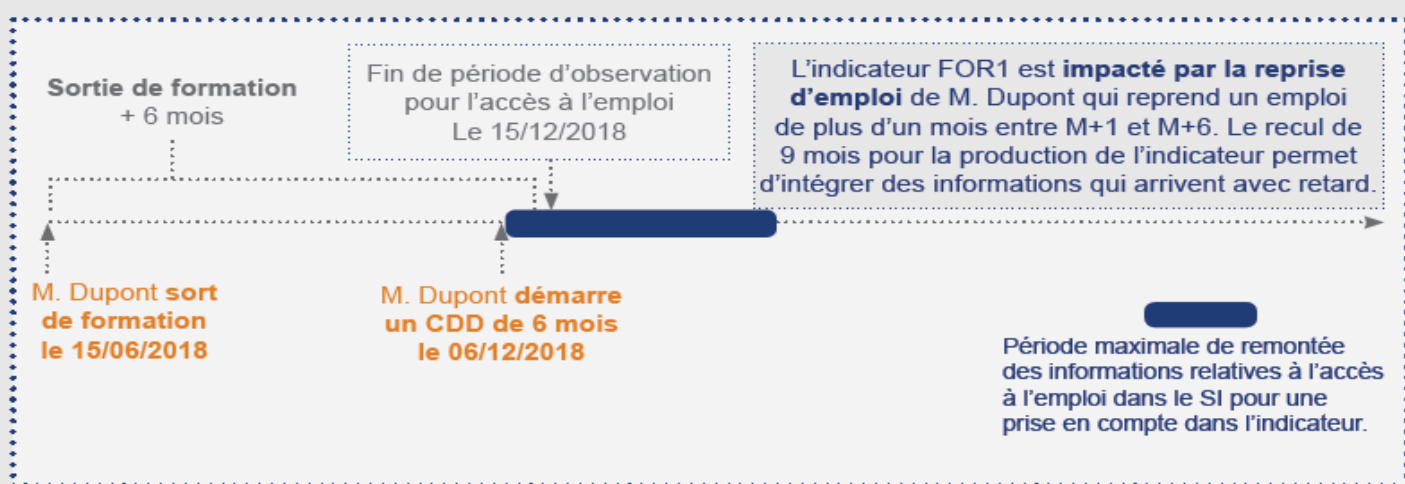 Sortie de formation
+ 6 mois
Fin de période d’observation
pour l’accès à l’emploi
Le 15/12/2018
L’indicateur FOR1 est impacté par la reprise
d’emploi de M. Dupont qui reprend un emploi
de plus d’un mois entre M+1 et M+6. Le recul de
9 mois pour la production de l’indicateur permet
d’intégrer des informations qui arrivent avec retard.
M. Dupont sort
de formation
le 15/06/2018
M. Dupont démarre
un CDD de 6 mois
le 06/12/2018
Période maximale de remontée
des informations relatives à l’accès
à l’emploi dans le SI pour une
prise en compte dans l’indicateur.